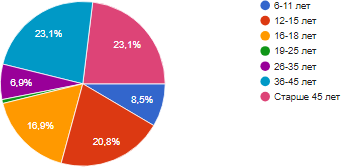 23,1%
23,1%
6,9%
8,5%
16,9%
20,8%
6-11 лет
12-15 лет
16-18 лет
19-25 лет
26-35 лет
36-45 лет
Старше 45 лет